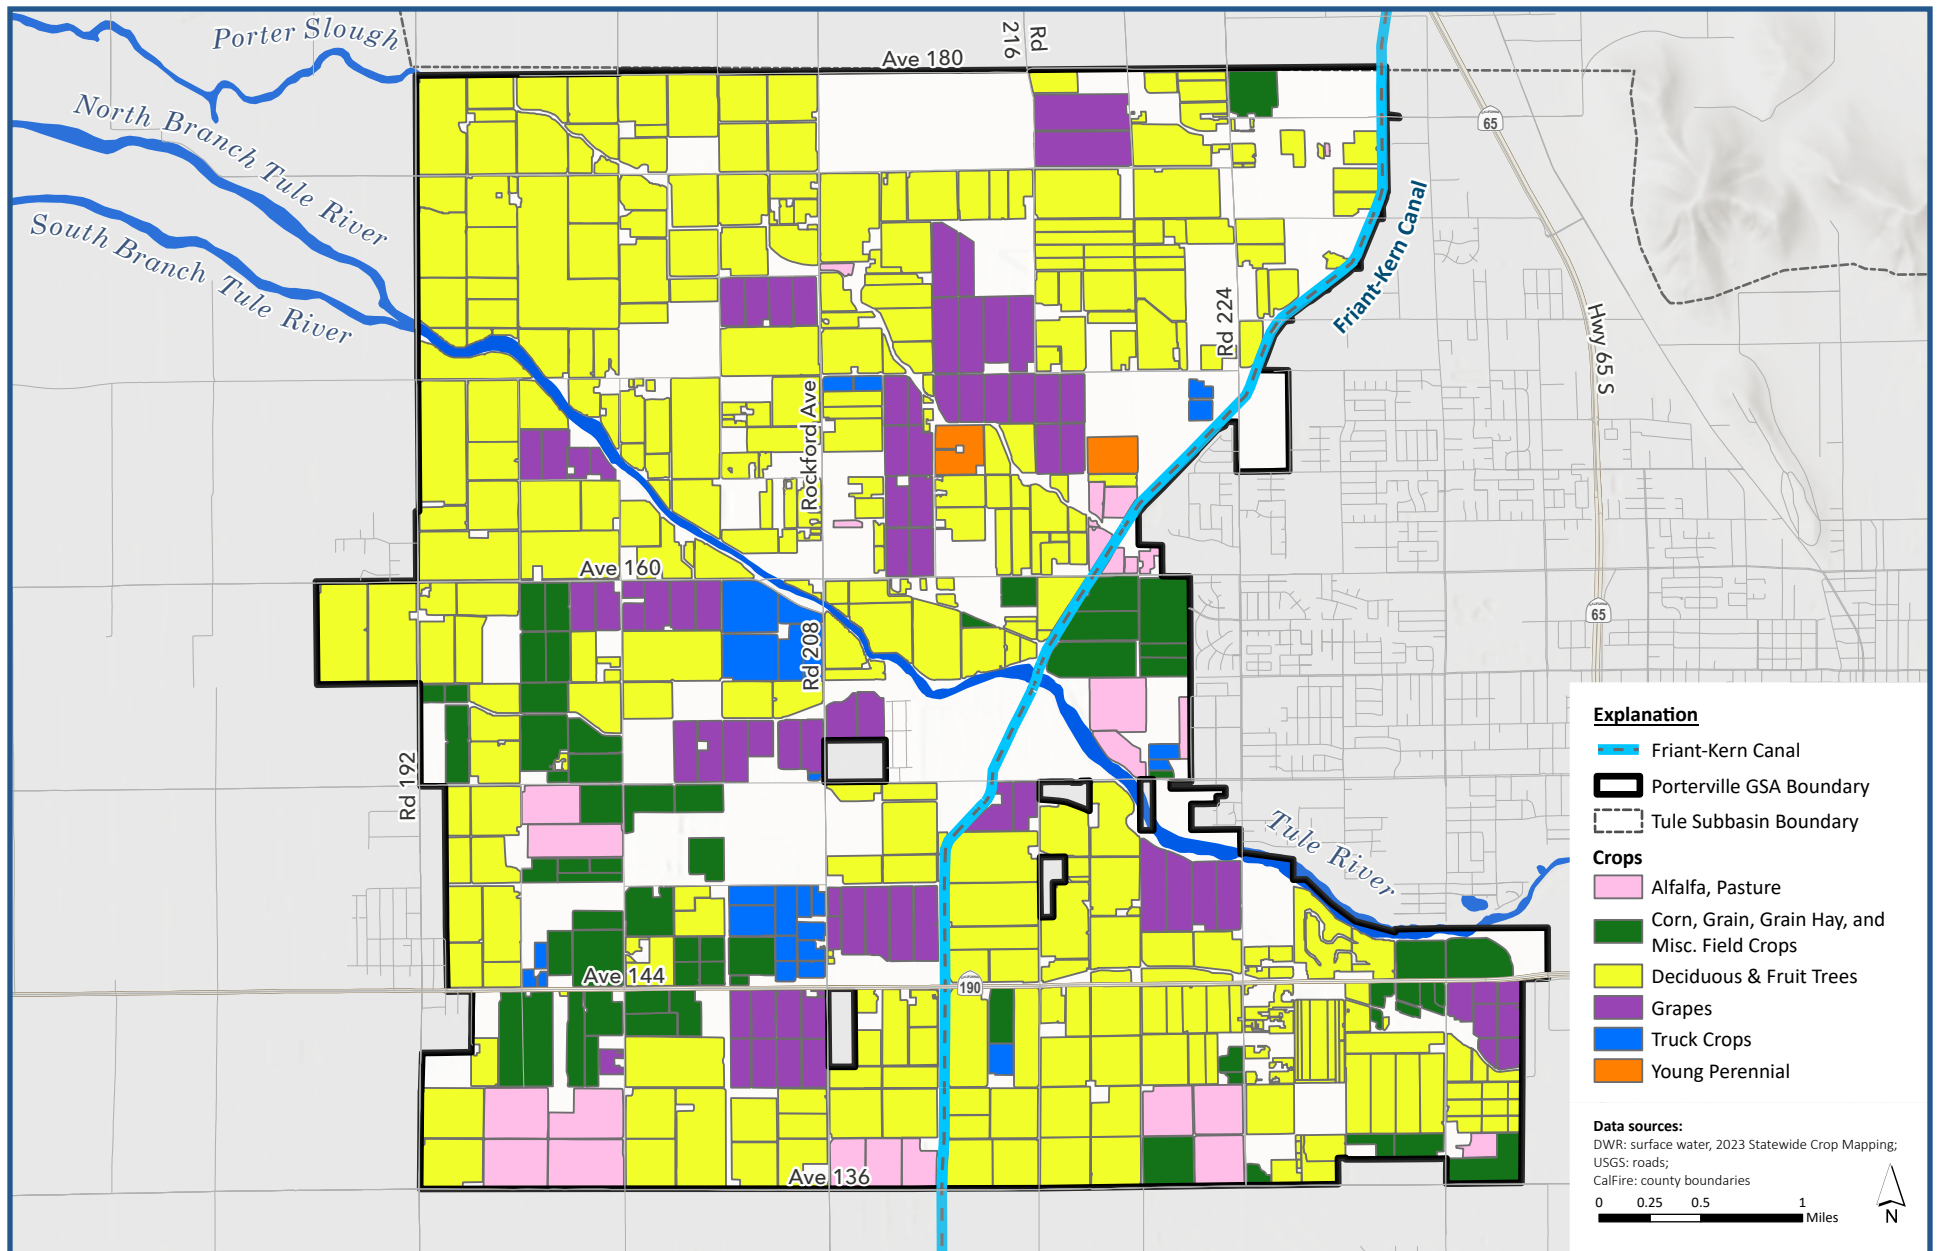 Porter Slough
Ave 180
Rd
216
65
North Branch Tule River
South Branch Tule River
Friant-Kern Canal
Rd 224
Hwy 65 S
Rockford Ave
Ave 160
65
Rd 208
Rd 192
Tule River
Ave 144
190
Ave 136
Explanation
Friant-Kern Canal
Porterville GSA Boundary
Tule Subbasin Boundary
Crops
Alfalfa, Pasture
Corn, Grain, Grain Hay, and
Misc. Field Crops
Deciduous & Fruit Trees
Grapes
Truck Crops
Young Perennial
Data sources:
DWR: surface water, 2023 Statewide Crop Mapping;
USGS: roads;
CalFire: county boundaries
0 0.25 0.5 1
Miles
N